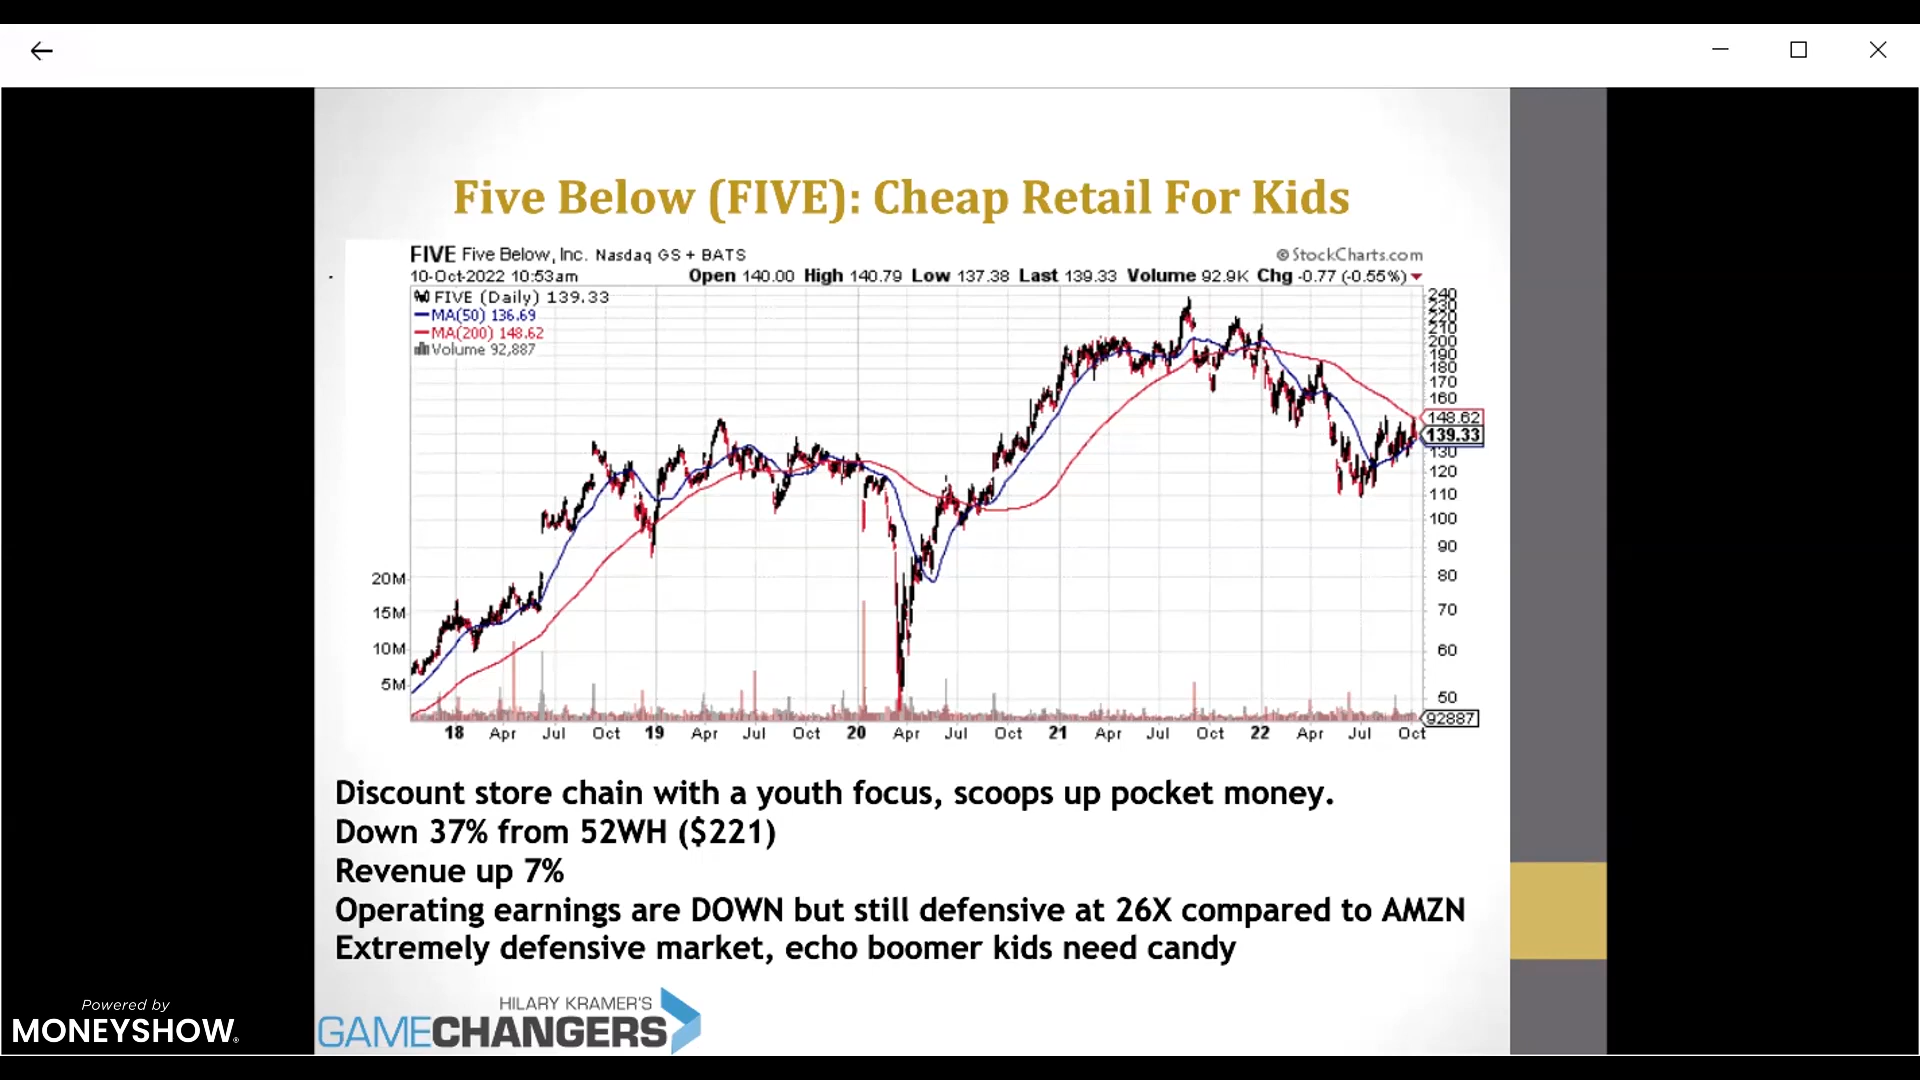 Five Below (FIVE): Cheap Retail For Kids
FIVE Five Below, Inc. Nasdaq GS + BATS
© StockCharts.com
10-Oct-2022 10:53am
Open 140.00 High 140.79 Low 137.38 Last 139.33 Volume 92.9K Chg -0.77 (-0.55%)
FIVE (Daily) 139.33
MA(50) 136.69
MA(200) 148.62
Volume 92,887
240
230
220
210
200
190
180
170
160
148.62
139.33
130
120
110
100
90
80
70
60
50
92887
20M
15M
10M
5M
18 Apr Jul Oct 19 Apr Jul Oct 20 Apr Jul Oct 21 Apr Jul Oct 22 Apr Jul Oct
Discount store chain with a youth focus, scoops up pocket money.
Down 37% from 52WH ($221)
Revenue up 7%
Operating earnings are DOWN but still defensive at 26X compared to AMZN
Extremely defensive market, echo boomer kids need candy
Powered by
MONEYSHOW®
HILARY KRAMER'S
GAMECHANGERS